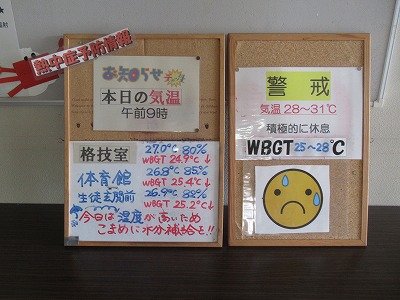 熱中症予防情報
お知らせ
本日の気温
午前9時
格技室 27.0℃ 80%
WBGT 24.9℃↓
体育館 26.8℃ 85%
WBGT 25.4℃↓
生徒玄関前 26.9℃ 82%
WBGT 25.2℃↓
今日は湿度が高いため
こまめに水分補給を!!
警戒
気温 28～31℃
積極的に休息
WBGT 25～28℃